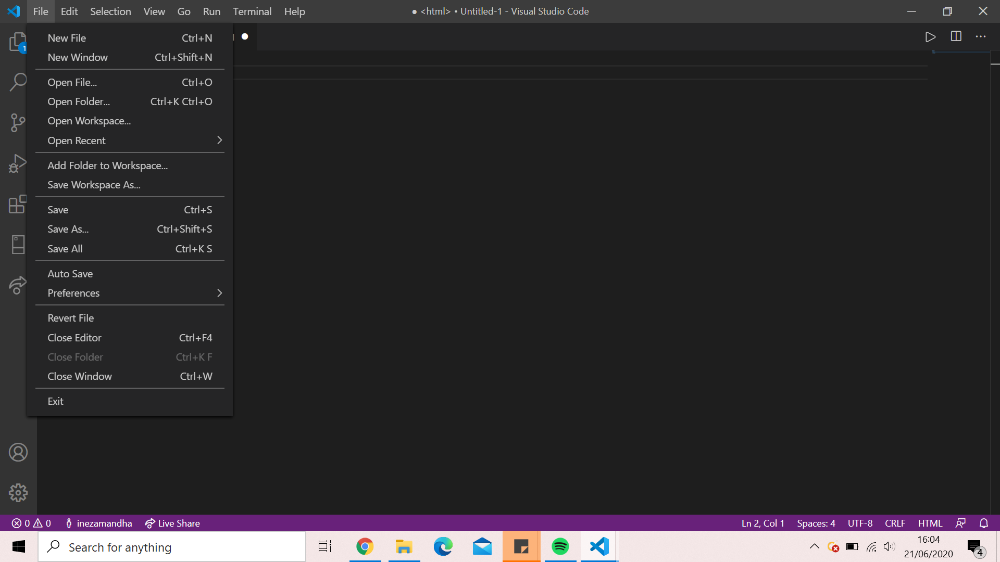 File Edit Selection View Go Run Terminal Help
● <html> • Untitled-1 - Visual Studio Code
1
New File Ctrl+N
New Window Ctrl+Shift+N
Open File... Ctrl+O
Open Folder... Ctrl+K Ctrl+O
Open Workspace...
Open Recent
Add Folder to Workspace...
Save Workspace As...
Save Ctrl+S
Save As... Ctrl+Shift+S
Save All Ctrl+K S
Auto Save
Preferences
Revert File
Close Editor Ctrl+F4
Close Folder Ctrl+K F
Close Window Ctrl+W
Exit
0 0 inezamandha Live Share
Ln 2, Col 1 Spaces: 4 UTF-8 CRLF HTML
Search for anything
16:04
21/06/2020
4